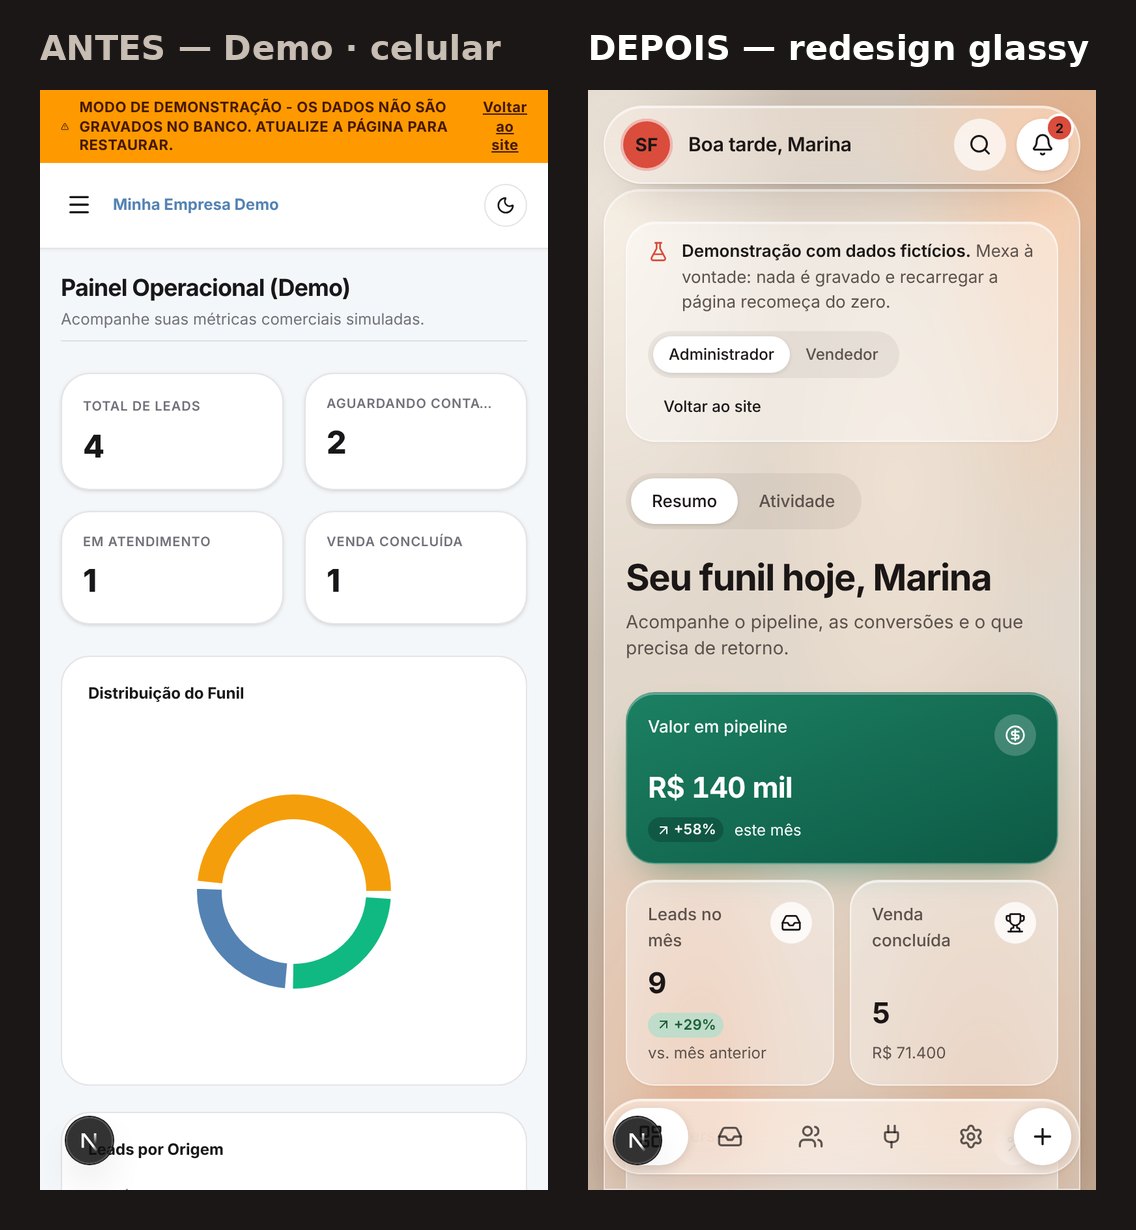 ANTES — Demo · celular
MODO DE DEMONSTRAÇÃO - OS DADOS NÃO SÃO
GRAVADOS NO BANCO. ATUALIZE A PÁGINA PARA
RESTAURAR.
Voltar
ao
site
Minha Empresa Demo
Painel Operacional (Demo)
Acompanhe suas métricas comerciais simuladas.
TOTAL DE LEADS
4
AGUARDANDO CONTA...
2
EM ATENDIMENTO
1
VENDA CONCLUÍDA
1
Distribuição do Funil
N
Leads por Origem
DEPOIS — redesign glassy
SF
Boa tarde, Marina
2
Demonstração com dados fictícios. Mexa à
vontade: nada é gravado e recarregar a
página recomeça do zero.
Administrador
Vendedor
Voltar ao site
Resumo
Atividade
Seu funil hoje, Marina
Acompanhe o pipeline, as conversões e o que
precisa de retorno.
Valor em pipeline
R$ 140 mil
+58%
este mês
Leads no
mês
9
+29%
vs. mês anterior
Venda
concluída
5
R$ 71.400
N